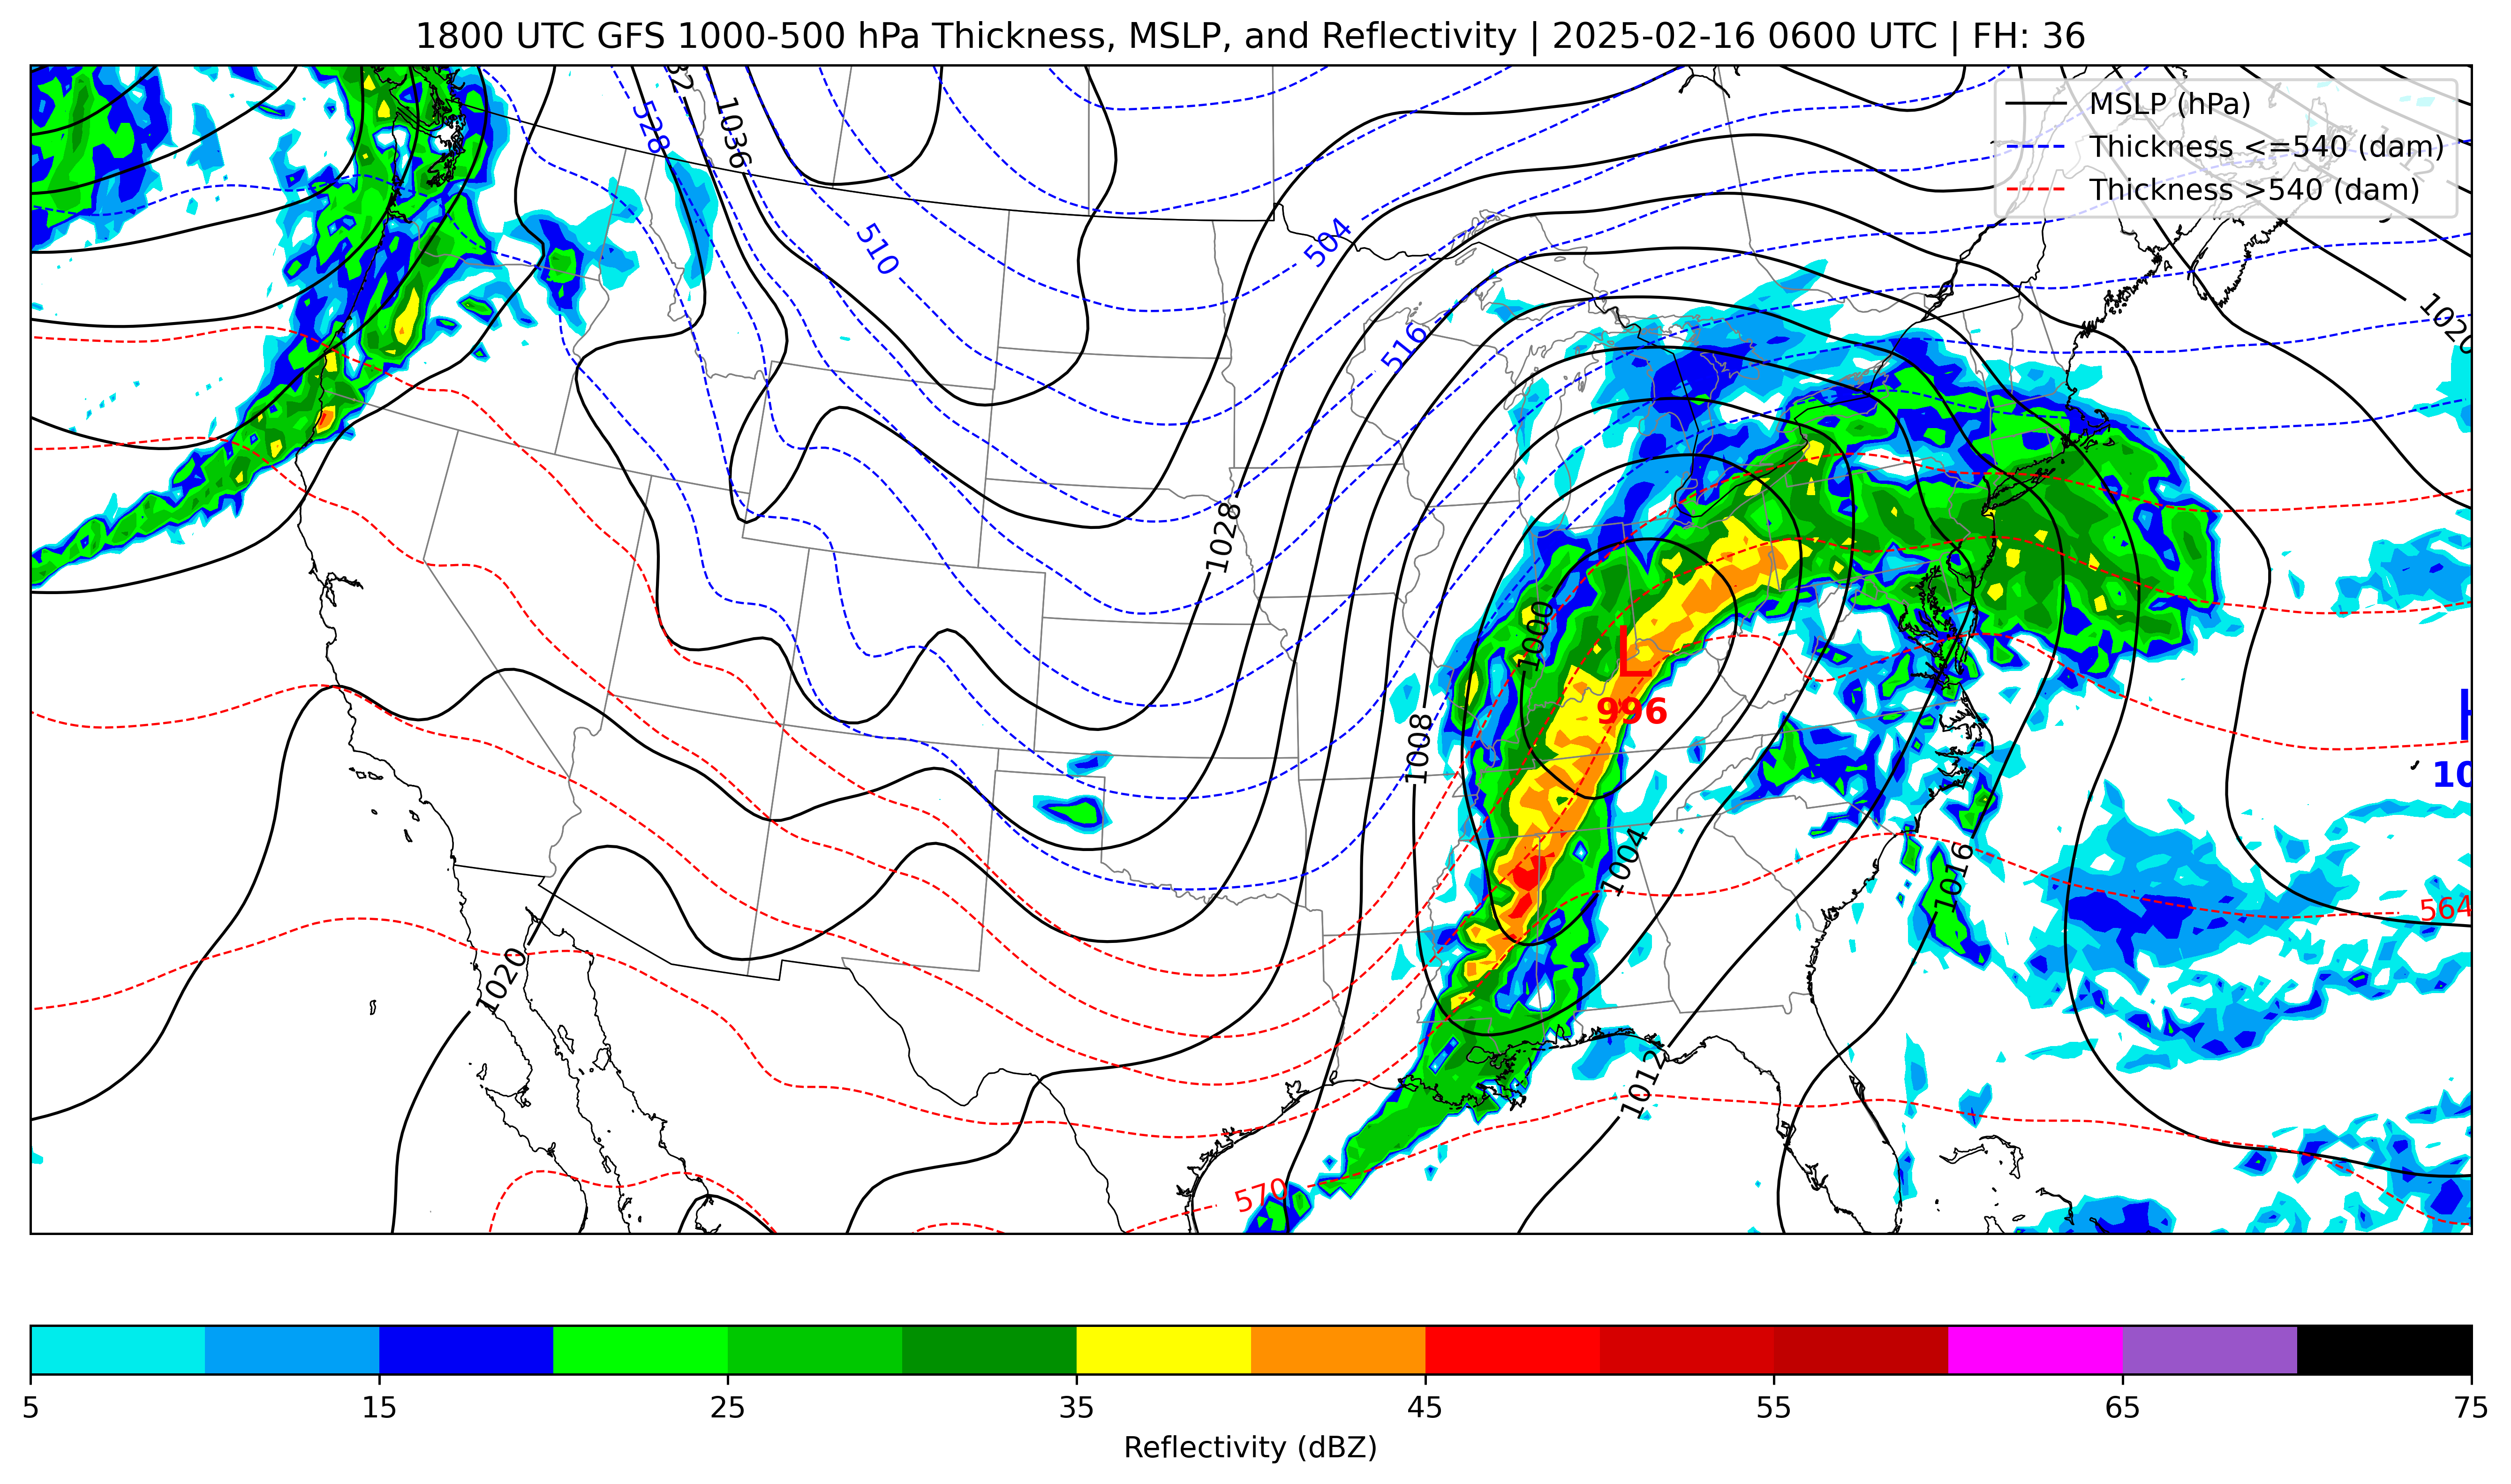 1800 UTC GFS 1000-500 hPa Thickness, MSLP, and Reflectivity | 2025-02-16 0600 UTC | FH: 36
MSLP (hPa)
Thickness <=540 (dam)
Thickness >540 (dam)
1012
528
1036
510
504
516
1020
1028
1000
L
996
1008
H
10
1004
1016
564
1020
1012
570
5 15 25 35 45 55 65 75
Reflectivity (dBZ)